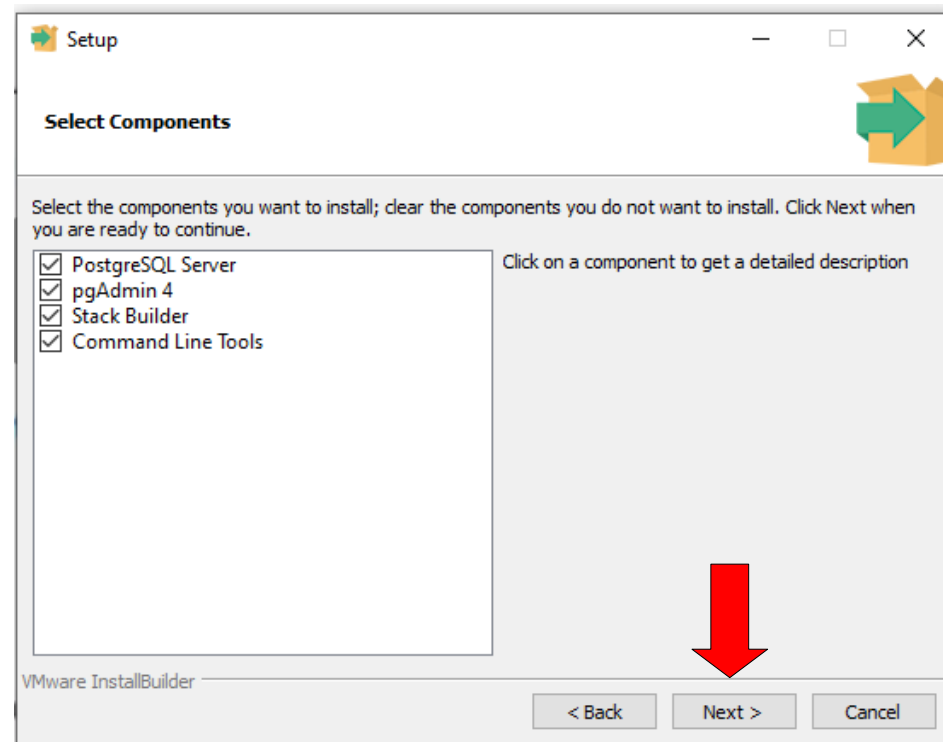 Setup
Select Components
Select the components you want to install; clear the components you do not want to install. Click Next when
you are ready to continue.
PostgreSQL Server
pgAdmin 4
Stack Builder
Command Line Tools
Click on a component to get a detailed description
VMware InstallBuilder
< Back
Next >
Cancel